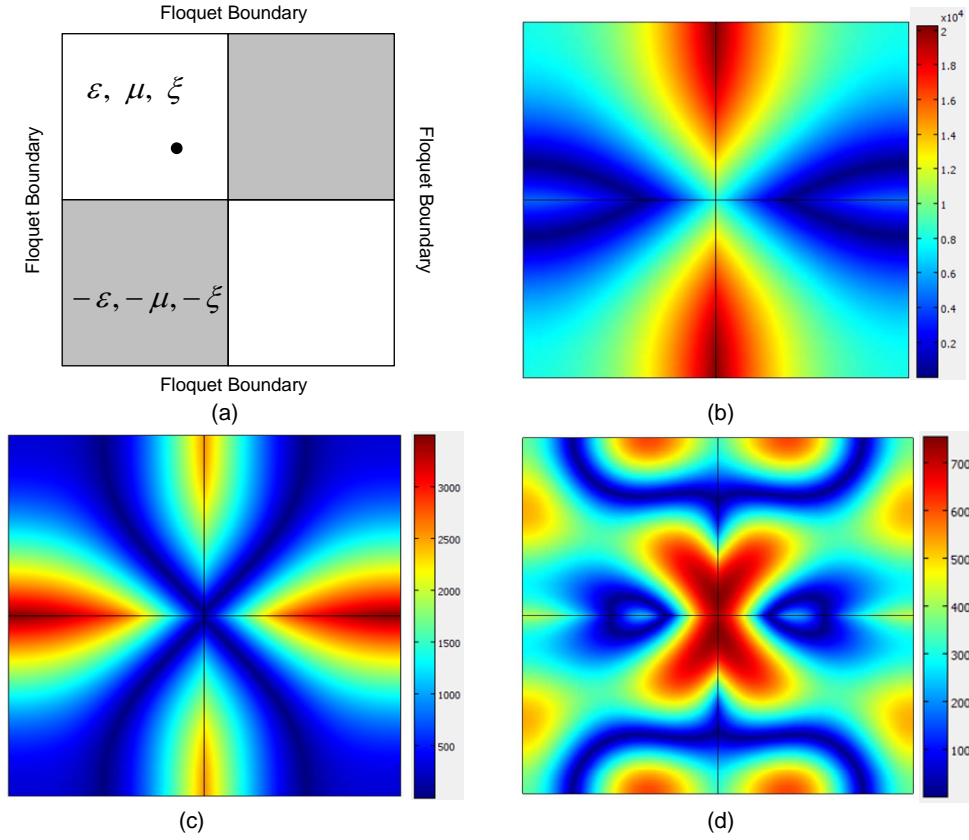 Floquet Boundary
ε, μ, ξ
Floquet Boundary
Floquet Boundary
−ε, −μ, −ξ
Floquet Boundary
(a)
x10⁴
2
1.8
1.6
1.4
1.2
1
0.8
0.6
0.4
0.2
(b)
3000
2500
2000
1500
1000
500
(c)
700
600
500
400
300
200
100
(d)